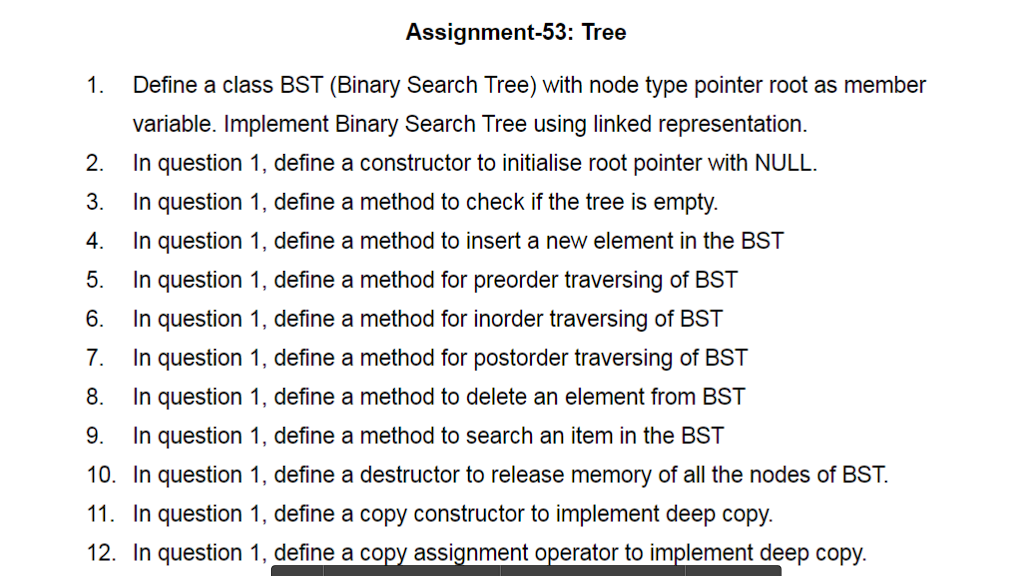 Assignment-53: Tree
1. Define a class BST (Binary Search Tree) with node type pointer root as member
variable. Implement Binary Search Tree using linked representation.
2. In question 1, define a constructor to initialise root pointer with NULL.
3. In question 1, define a method to check if the tree is empty.
4. In question 1, define a method to insert a new element in the BST
5. In question 1, define a method for preorder traversing of BST
6. In question 1, define a method for inorder traversing of BST
7. In question 1, define a method for postorder traversing of BST
8. In question 1, define a method to delete an element from BST
9. In question 1, define a method to search an item in the BST
10. In question 1, define a destructor to release memory of all the nodes of BST.
11. In question 1, define a copy constructor to implement deep copy.
12. In question 1, define a copy assignment operator to implement deep copy.